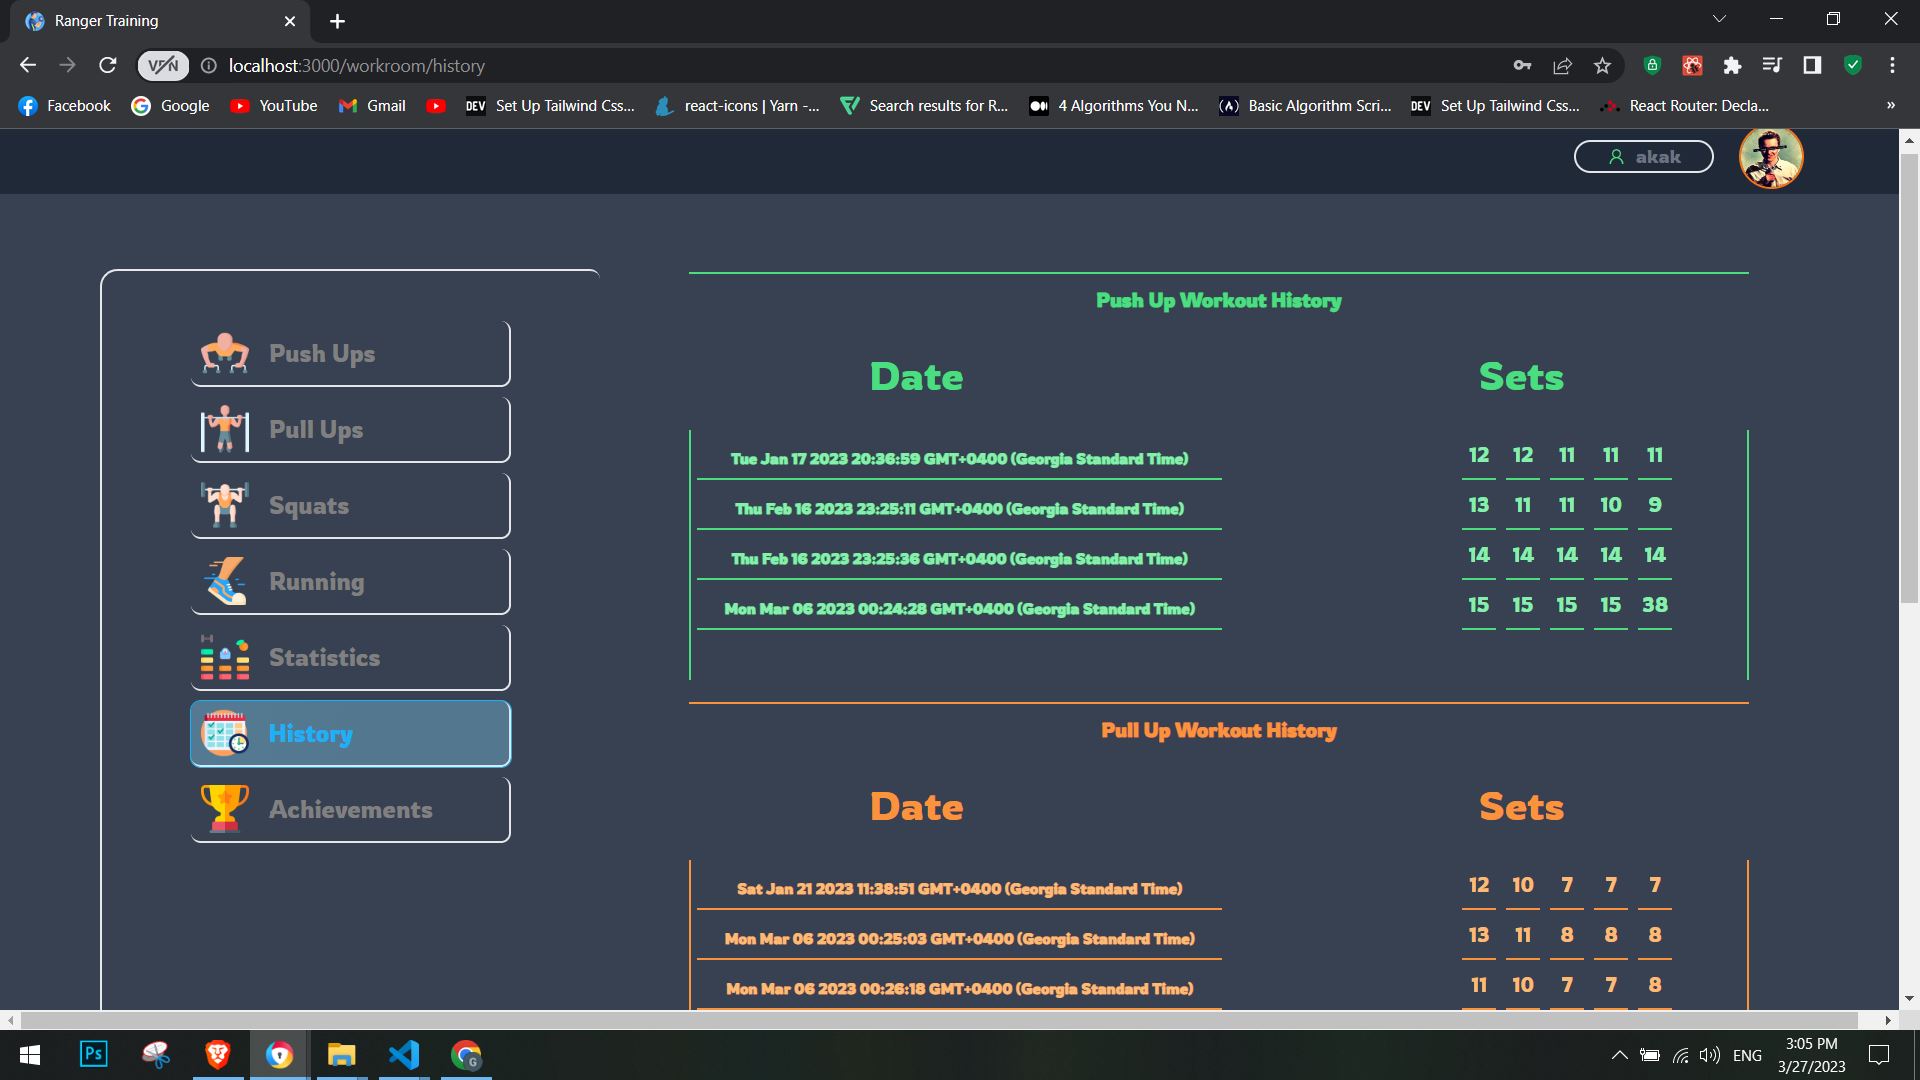 Ranger Training
VPN
localhost:3000/workroom/history
Facebook
Google
YouTube
Gmail
DEV Set Up Tailwind Css...
react-icons | Yarn -...
Search results for R...
4 Algorithms You N...
(A) Basic Algorithm Scri...
DEV Set Up Tailwind Css...
React Router: Decla...
»
akak
Push Ups
Pull Ups
Squats
Running
Statistics
History
Achievements
Push Up Workout History
Date Sets
Tue Jan 17 2023 20:36:59 GMT+0400 (Georgia Standard Time) 12 12 11 11 11
Thu Feb 16 2023 23:25:11 GMT+0400 (Georgia Standard Time) 13 11 11 10 9
Thu Feb 16 2023 23:25:36 GMT+0400 (Georgia Standard Time) 14 14 14 14 14
Mon Mar 06 2023 00:24:28 GMT+0400 (Georgia Standard Time) 15 15 15 15 38
Pull Up Workout History
Date Sets
Sat Jan 21 2023 11:38:51 GMT+0400 (Georgia Standard Time) 12 10 7 7 7
Mon Mar 06 2023 00:25:03 GMT+0400 (Georgia Standard Time) 13 11 8 8 8
Mon Mar 06 2023 00:26:18 GMT+0400 (Georgia Standard Time) 11 10 7 7 8
Ps
G
ENG
3:05 PM
3/27/2023